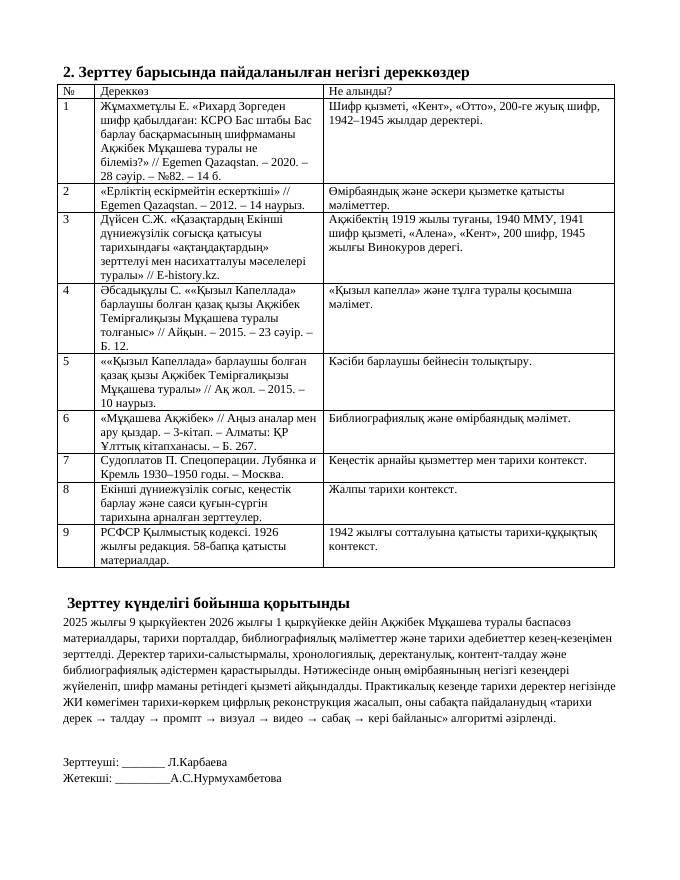 2. Зерттеу барысында пайдаланылған негізгі дереккөздер
№ Дереккөз Не алынды?
1 Жұмахметұлы Е. «Рихард Зоргеден Шифр қызметі, «Кент», «Отто», 200-ге жуық шифр,
шифр қабылдаған: КСРО Бас штабы Бас 1942–1945 жылдар деректері.
барлау басқармасының шифрмаманы
Ақжібек Мұқашева туралы не
білеміз?» // Egemen Qazaqstan. – 2020. –
28 сәуір. – №82. – 14 б.
2 «Ерліктің ескірмейтін ескерткіші» // Өмірбаяндық және әскери қызметке қатысты
Egemen Qazaqstan. – 2012. – 14 наурыз. мәліметтер.
3 Дүйсен С.Ж. «Қазақтардың Екінші Ақжібектің 1919 жылы туғаны, 1940 ММУ, 1941
дүниежүзілік соғысқа қатысуы шифр қызметі, «Алена», «Кент», 200 шифр, 1945
тарихындағы «ақтаңдақтардың» жылғы Винокуров дерегі.
зерттелуі мен насихатталуы мәселелері
туралы» // E-history.kz.
4 Әбсадықұлы С. ««Қызыл Капеллада» «Қызыл капелла» және тұлға туралы қосымша
барлаушы болған қазақ қызы Ақжібек мәлімет.
Темірғалиқызы Мұқашева туралы
толғаныс» // Айқын. – 2015. – 23 сәуір. –
Б. 12.
5 ««Қызыл Капеллада» барлаушы болған Кәсіби барлаушы бейнесін толықтыру.
қазақ қызы Ақжібек Темірғалиқызы
Мұқашева туралы» // Ақ жол. – 2015. –
10 наурыз.
6 «Мұқашева Ақжібек» // Аңыз аналар мен Библиографиялық және өмірбаяндық мәлімет.
ару қыздар. – 3-кітап. – Алматы: ҚР
Ұлттық кітапханасы. – Б. 267.
7 Судоплатов П. Спецоперации. Лубянка и Кеңестік арнайы қызметтер мен тарихи контекст.
Кремль 1930–1950 годы. – Москва.
8 Екінші дүниежүзілік соғыс, кеңестік Жалпы тарихи контекст.
барлау және саяси қуғын-сүргін
тарихына арналған зерттеулер.
9 РСФСР Қылмыстық кодексі. 1926 1942 жылғы сотталуына қатысты тарихи-құқықтық
жылғы редакция. 58-бапқа қатысты контекст.
материалдар.
Зерттеу күнделігі бойынша қорытынды
2025 жылғы 9 қыркүйектен 2026 жылғы 1 қыркүйекке дейін Ақжібек Мұқашева туралы баспасөз
материалдары, тарихи порталдар, библиографиялық мәліметтер және тарихи әдебиеттер кезең-кезеңімен
зерттелді. Деректер тарихи-салыстырмалы, хронологиялық, деректанулық, контент-талдау және
библиографиялық әдістермен қарастырылды. Нәтижесінде оның өмірбаянының негізгі кезеңдері
жүйеленіп, шифр маманы ретіндегі қызметі айқындалды. Практикалық кезеңде тарихи деректер негізінде
ЖИ көмегімен тарихи-көркем цифрлық реконструкция жасалып, оны сабақта пайдаланудың «тарихи
дерек → талдау → промпт → визуал → видео → сабақ → кері байланыс» алгоритмі әзірленді.
Зерттеуші: _______ Л.Карбаева
Жетекші: _________А.С.Нурмухамбетова